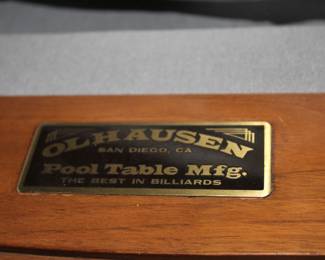 OLHAUSEN
SAN DIEGO, CA
Pool Table Mfg.
THE BEST IN BILLIARDS